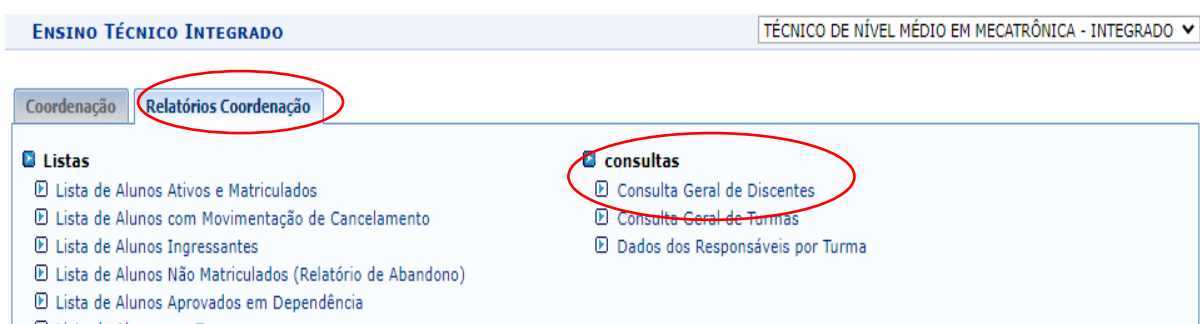 ENSINO TÉCNICO INTEGRADO
TÉCNICO DE NÍVEL MÉDIO EM MECATRÔNICA - INTEGRADO
Coordenação
Relatórios Coordenação
Listas
Lista de Alunos Ativos e Matriculados
Lista de Alunos com Movimentação de Cancelamento
Lista de Alunos Ingressantes
Lista de Alunos Não Matriculados (Relatório de Abandono)
Lista de Alunos Aprovados em Dependência
consultas
Consulta Geral de Discentes
Consulta Geral de Turmas
Dados dos Responsáveis por Turma